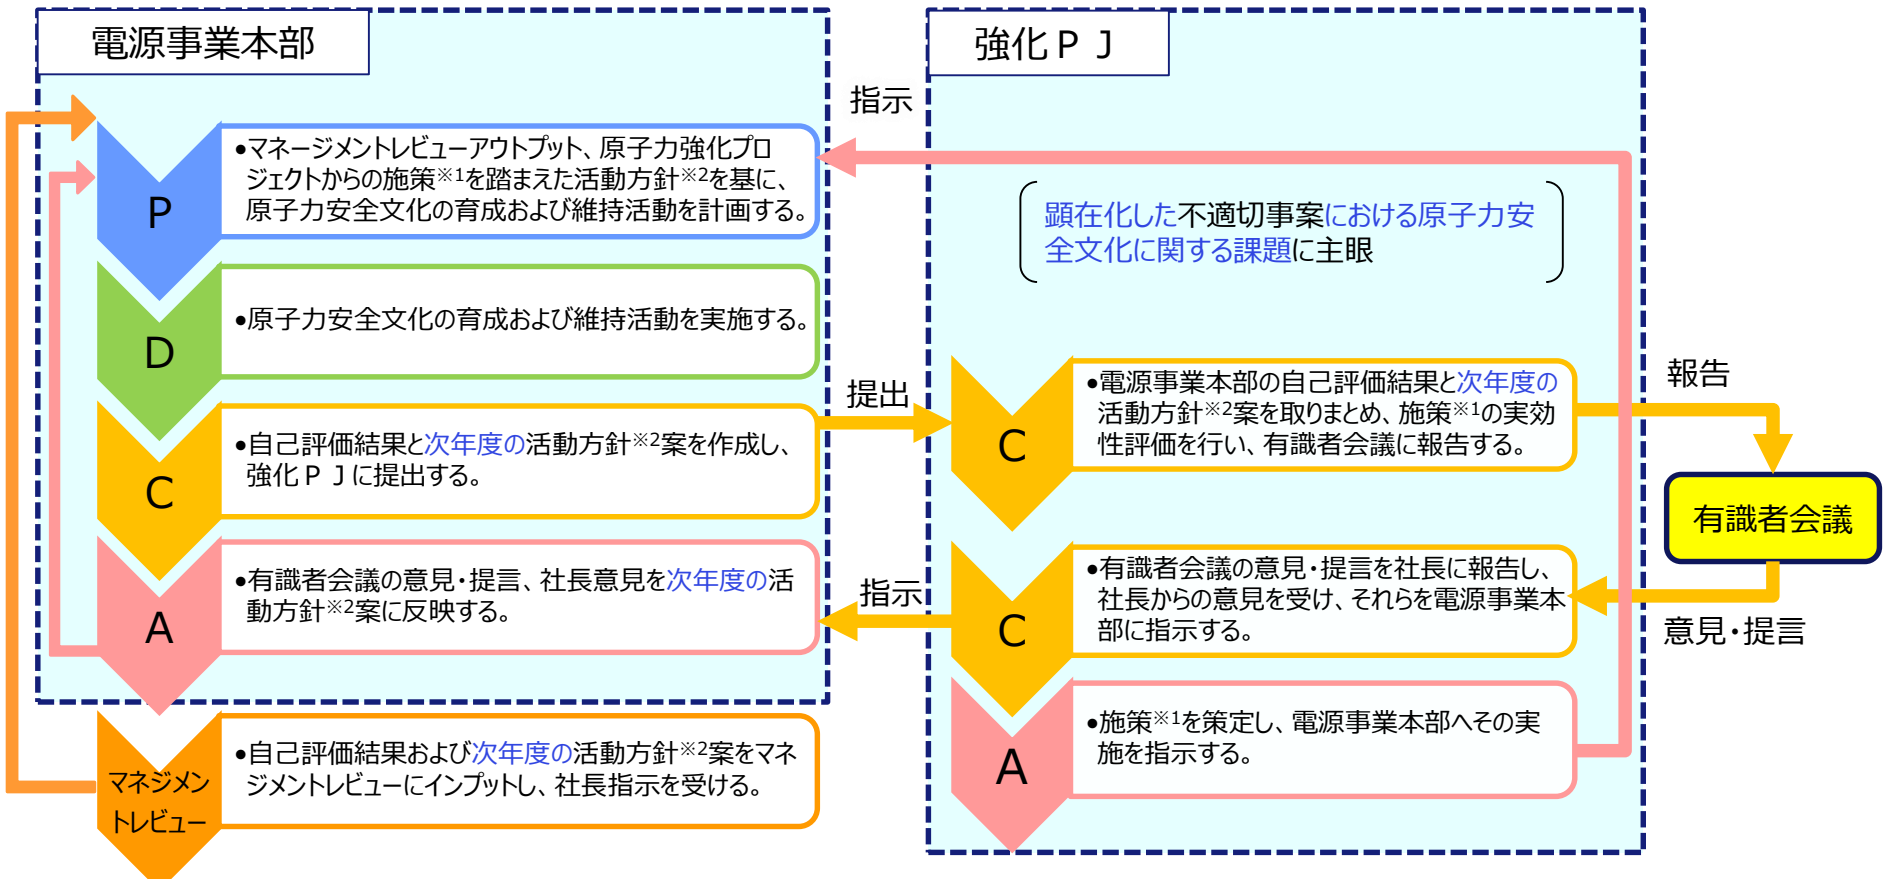 電源事業本部
P
●マネージメントレビューアウトプット、原子力強化プロ
ジェクトからの施策※1を踏まえた活動方針※2を基に、
原子力安全文化の育成および維持活動を計画する。
D
●原子力安全文化の育成および維持活動を実施する。
C
●自己評価結果と次年度の活動方針※2案を作成し、
強化ＰＪに提出する。
A
●有識者会議の意見・提言、社長意見を次年度の活
動方針※2案に反映する。
マネジメン
トレビュー
●自己評価結果および次年度の活動方針※2案をマネ
ジメントレビューにインプットし、社長指示を受ける。
指示
提出
指示
強化ＰＪ
顕在化した不適切事案における原子力安
全文化に関する課題に主眼
C
●電源事業本部の自己評価結果と次年度の
活動方針※2案を取りまとめ、施策※1の実効
性評価を行い、有識者会議に報告する。
C
●有識者会議の意見・提言を社長に報告し、
社長からの意見を受け、それらを電源事業本
部に指示する。
A
●施策※1を策定し、電源事業本部へその実
施を指示する。
報告
有識者会議
意見・提言